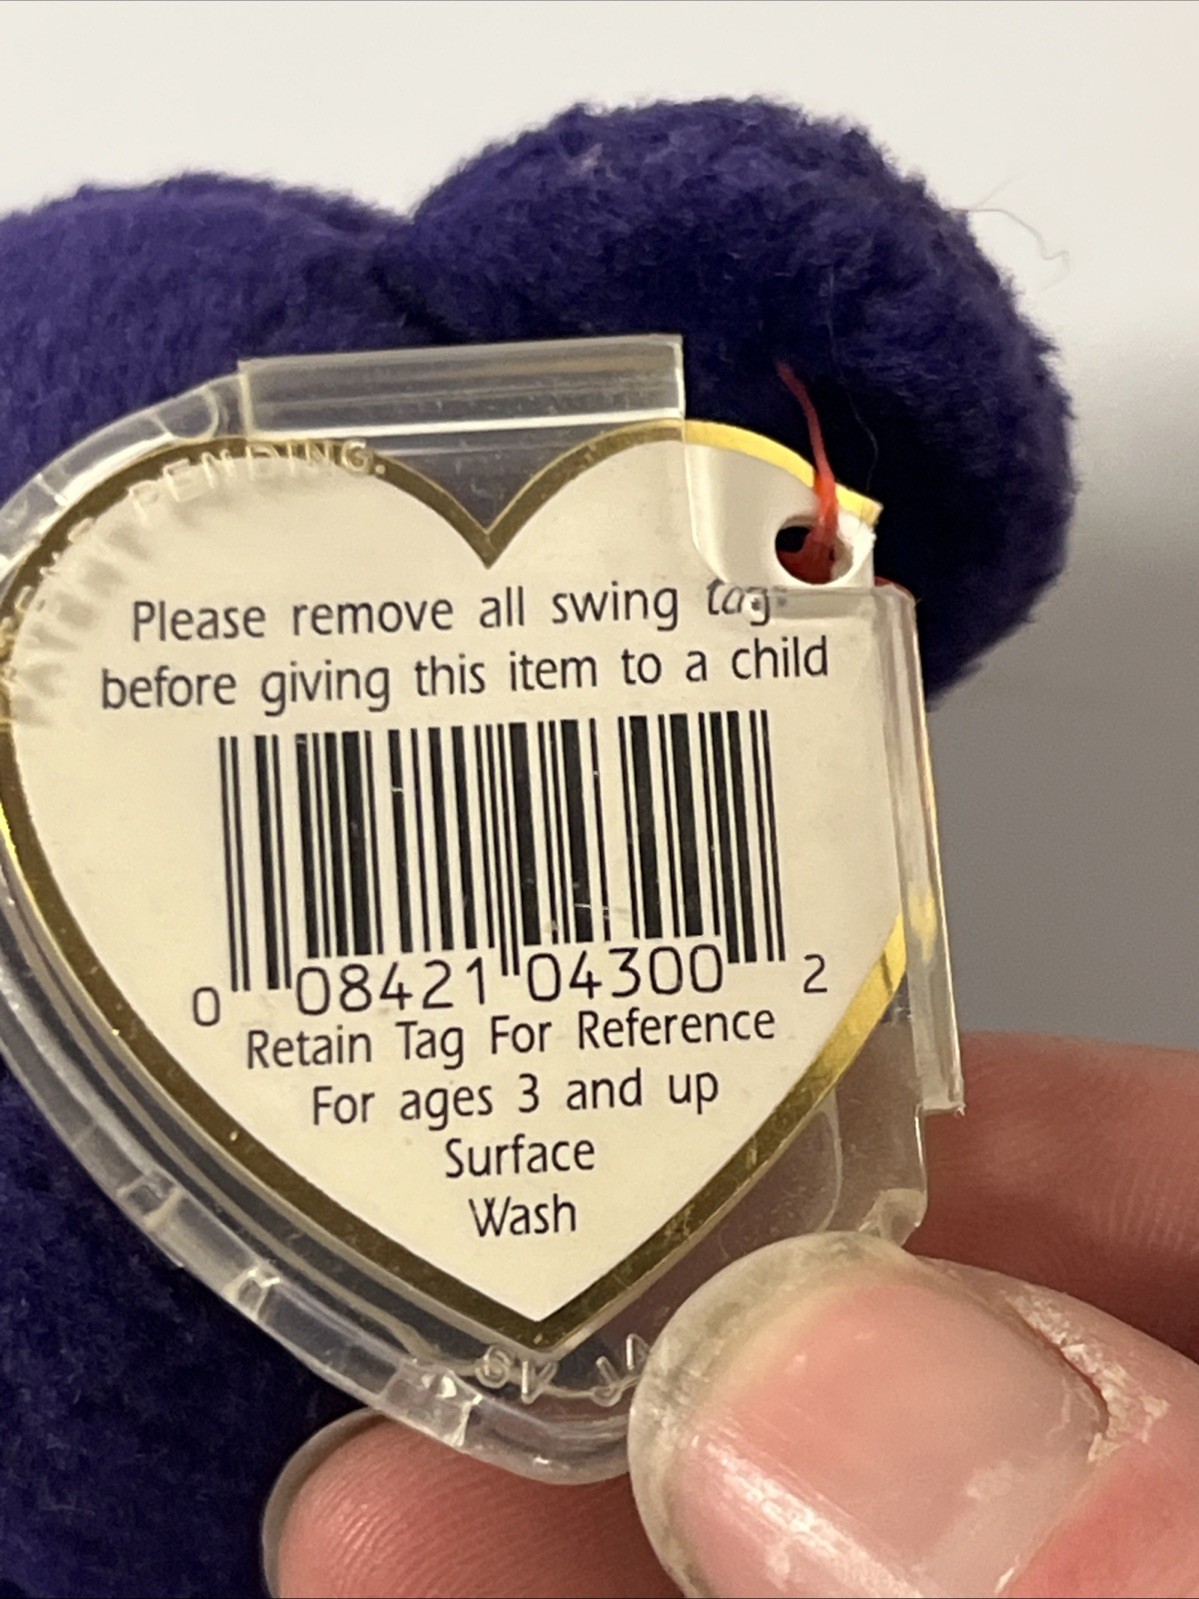 PENDING.
Please remove all swing tag
before giving this item to a child
0 08421 04300 2
Retain Tag For Reference
For ages 3 and up
Surface
Wash